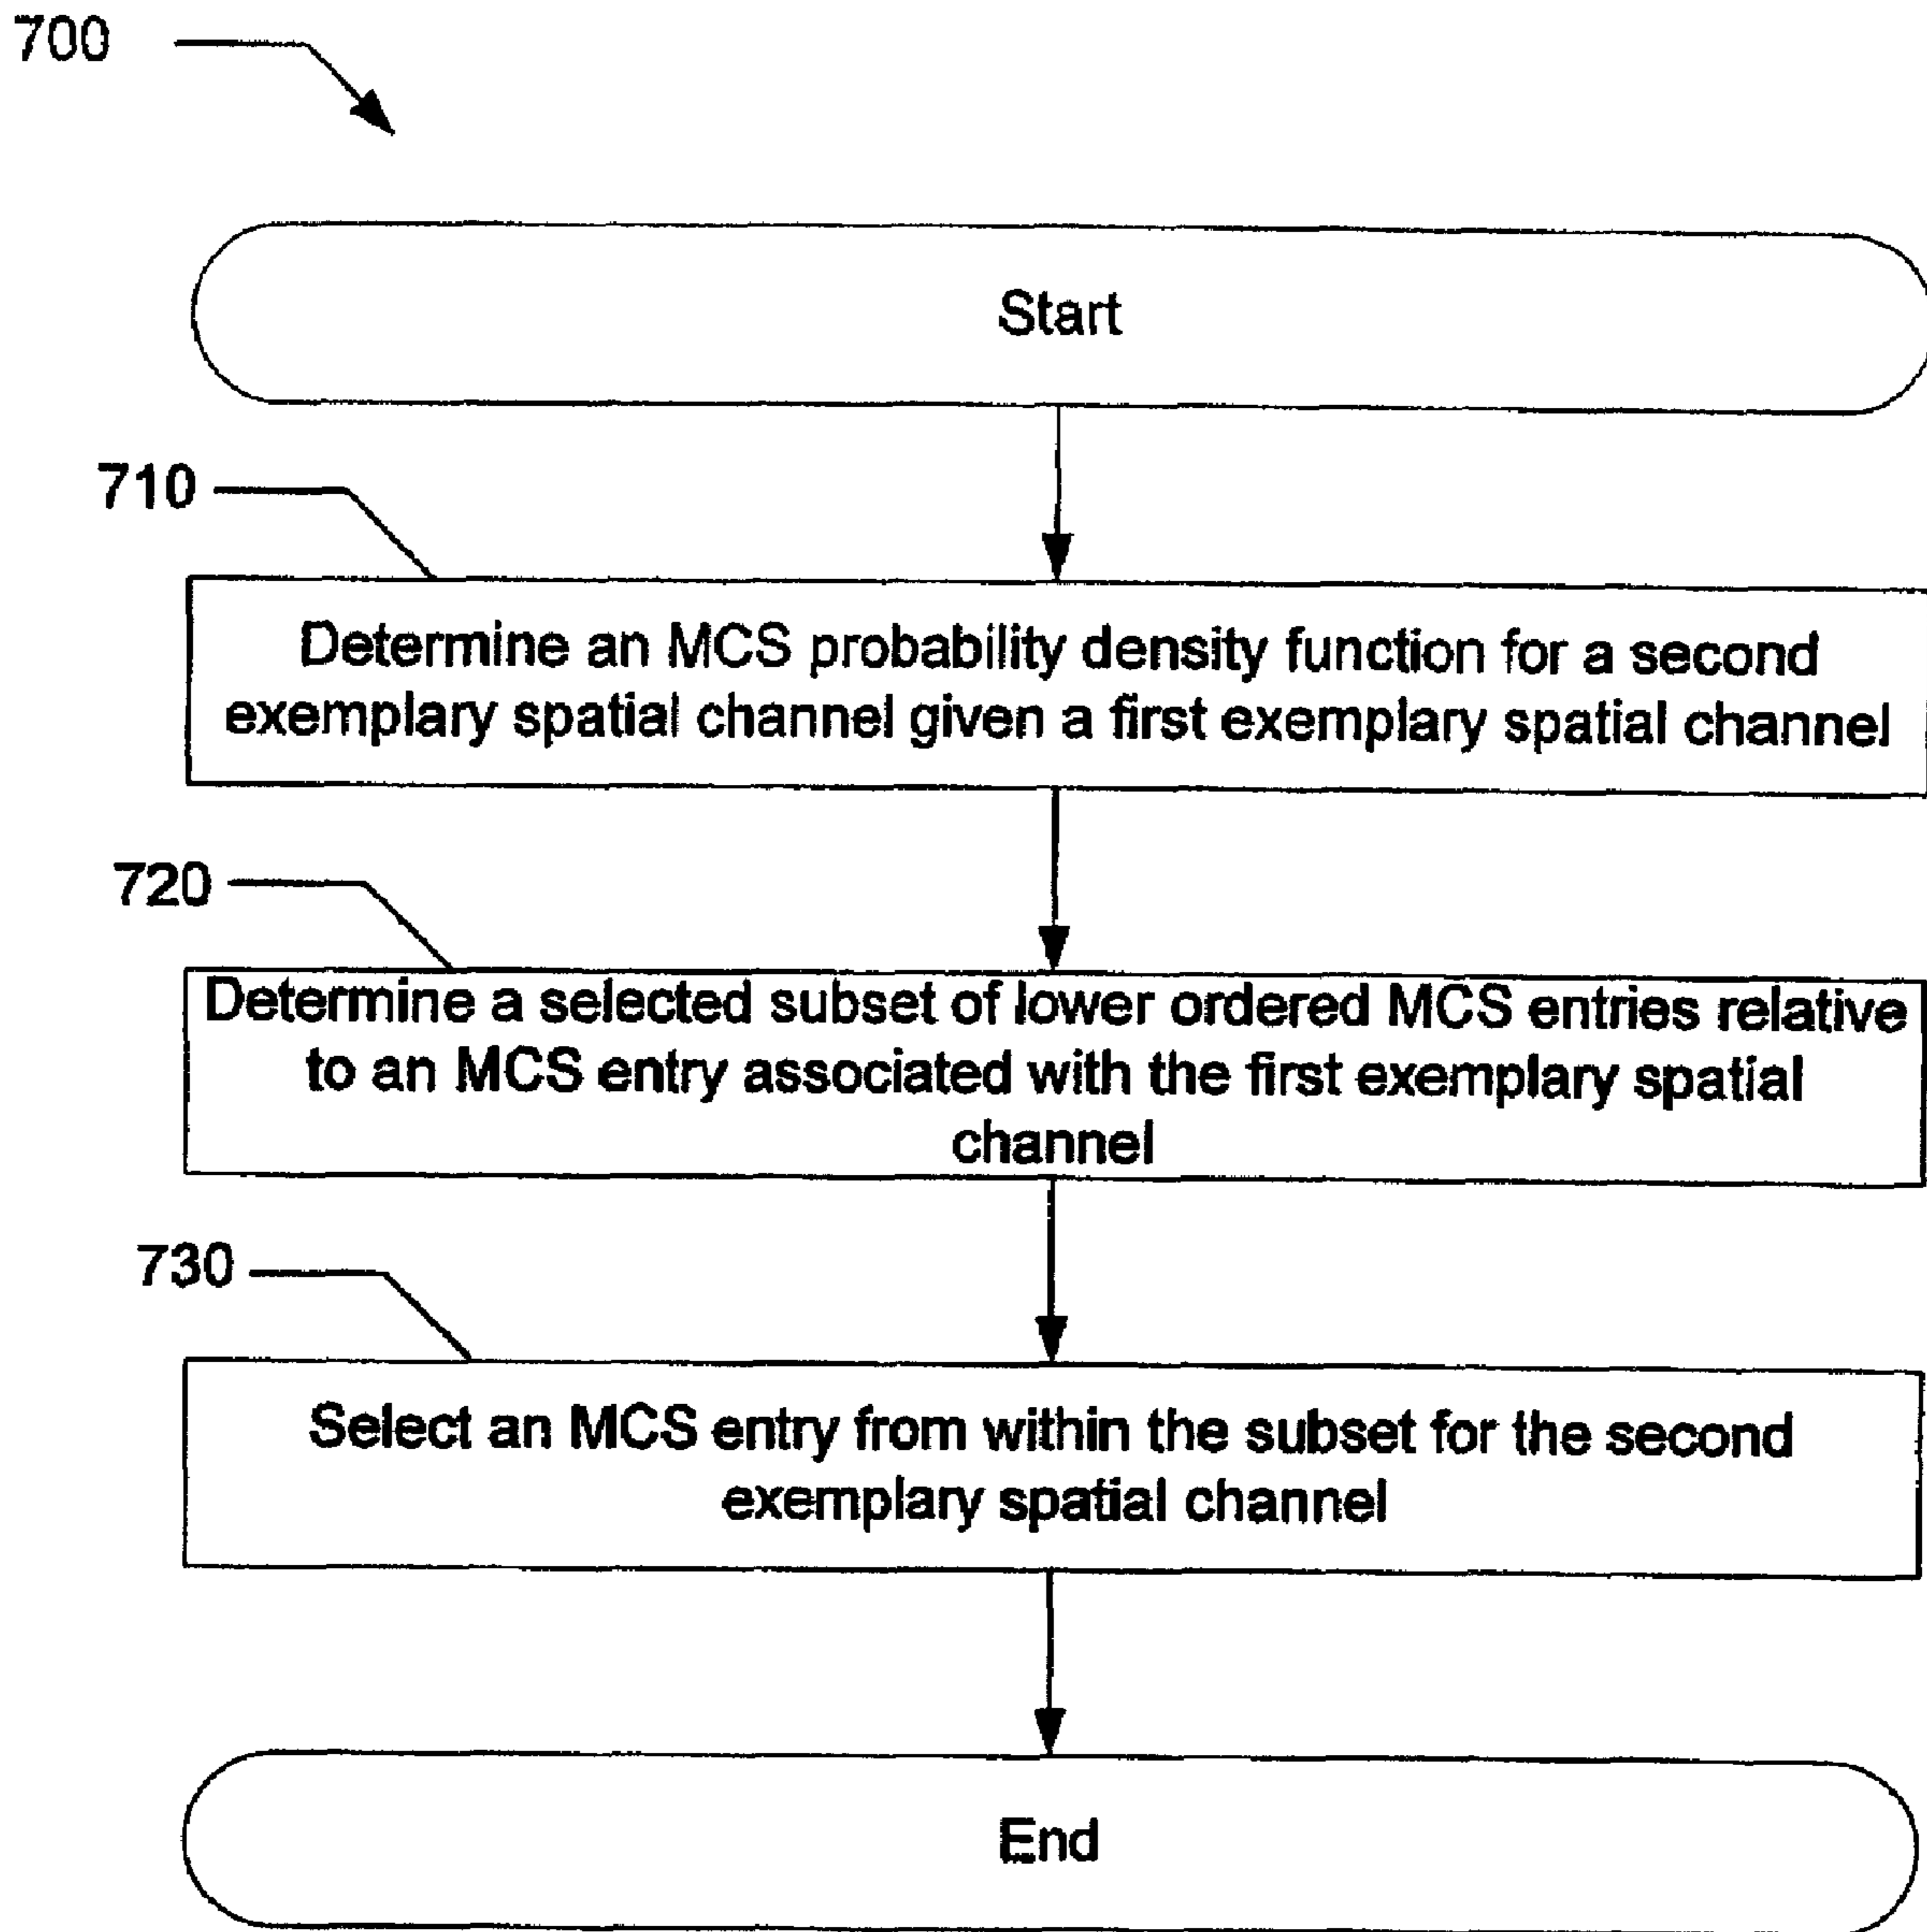 700
Start
710
Determine an MCS probability density function for a second
exemplary spatial channel given a first exemplary spatial channel
720
Determine a selected subset of lower ordered MCS entries relative
to an MCS entry associated with the first exemplary spatial
channel
730
Select an MCS entry from within the subset for the second
exemplary spatial channel
End